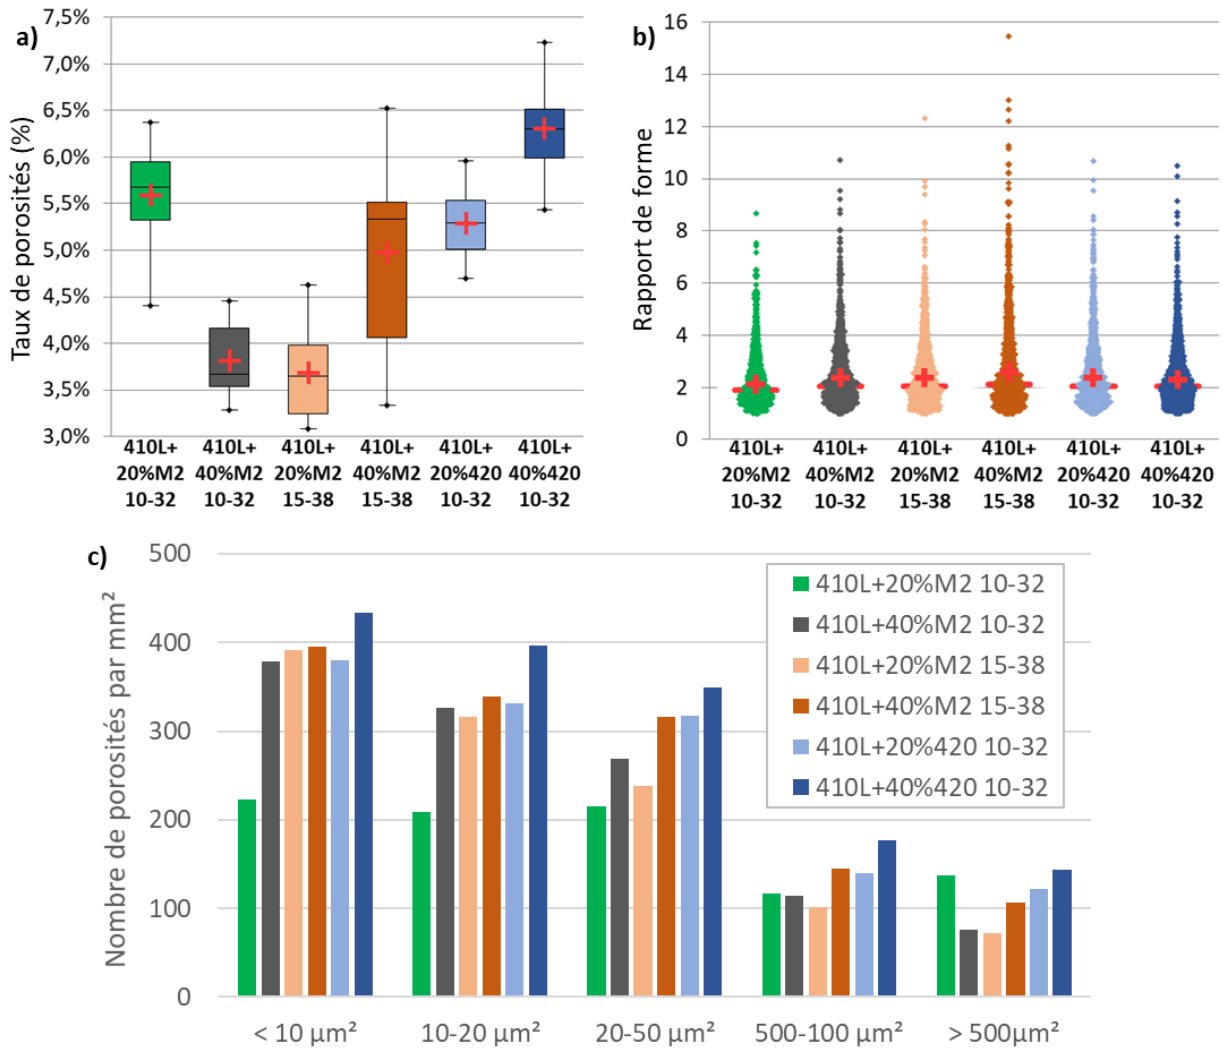 a)
Taux de porosités (%)
7,5%
7,0%
6,5%
6,0%
5,5%
5,0%
4,5%
4,0%
3,5%
3,0%
410L+ 410L+ 410L+ 410L+ 410L+ 410L+
20%M2 40%M2 20%M2 40%M2 20%420 40%420
10-32 10-32 15-38 15-38 10-32 10-32
b)
Rapport de forme
16
14
12
10
8
6
4
2
0
410L+ 410L+ 410L+ 410L+ 410L+ 410L+
20%M2 40%M2 20%M2 40%M2 20%420 40%420
10-32 10-32 15-38 15-38 10-32 10-32
c)
Nombre de porosités par mm²
500
400
300
200
100
0
410L+20%M2 10-32
410L+40%M2 10-32
410L+20%M2 15-38
410L+40%M2 15-38
410L+20%420 10-32
410L+40%420 10-32
< 10 µm² 10-20 µm² 20-50 µm² 500-100 µm² > 500µm²